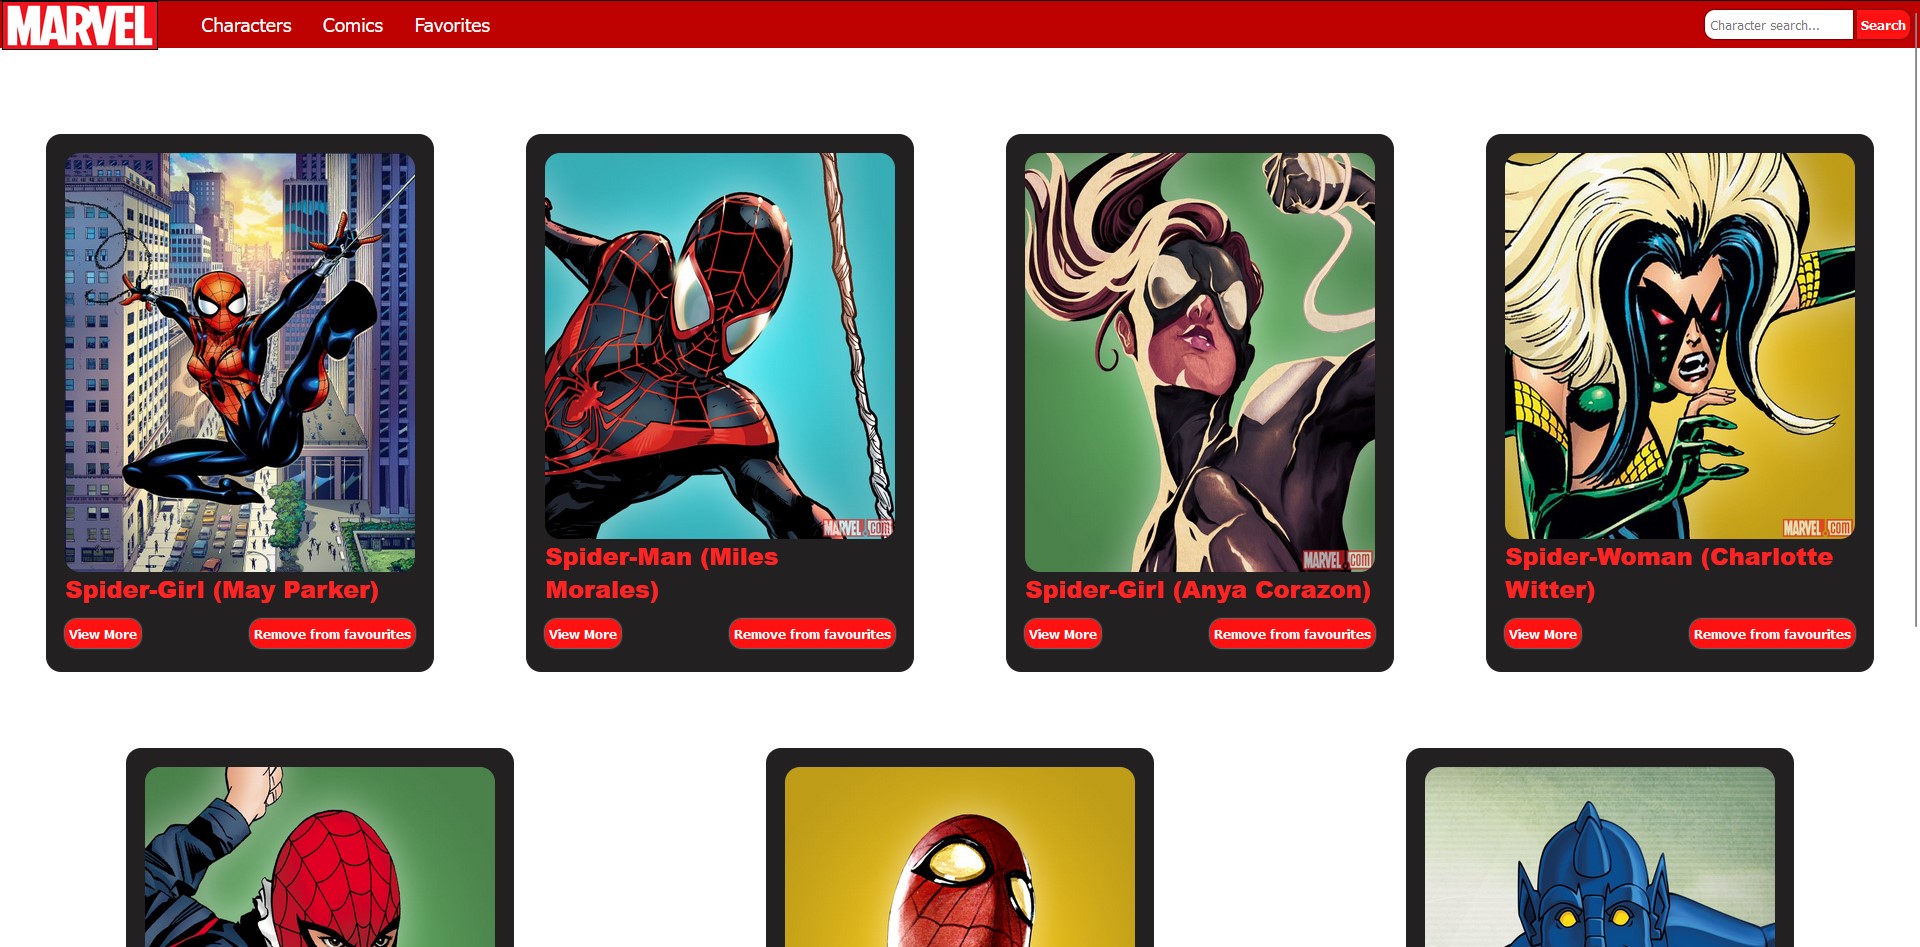 MARVEL
Characters
Comics
Favorites
Character search...
Search
MARVEL.COM
MARVEL.COM
MARVEL.COM
Spider-Girl (May Parker)
View More
Remove from favourites
Spider-Man (Miles
Morales)
View More
Remove from favourites
Spider-Girl (Anya Corazon)
View More
Remove from favourites
Spider-Woman (Charlotte
Witter)
View More
Remove from favourites